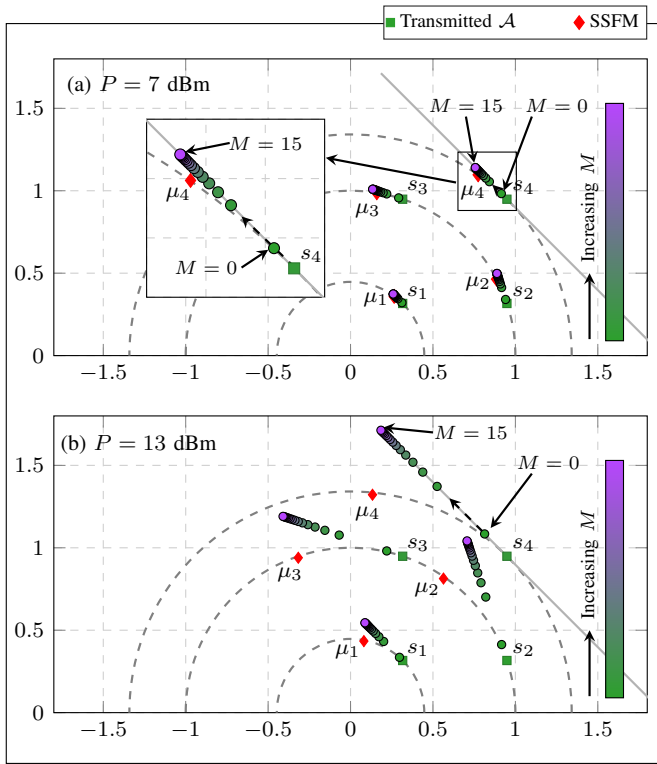 Transmitted 𝒜 SSFM
(a) P = 7 dBm
M = 15
M = 0
μ4
s4
M = 15
μ4
M = 0
s4
μ3
s3
μ2
s2
μ1
s1
Increasing M
1.5
1
0.5
0
−1.5 −1 −0.5 0 0.5 1 1.5
(b) P = 13 dBm
M = 15
M = 0
μ4
s4
μ3
s3
μ2
s2
μ1
s1
Increasing M
1.5
1
0.5
0
−1.5 −1 −0.5 0 0.5 1 1.5